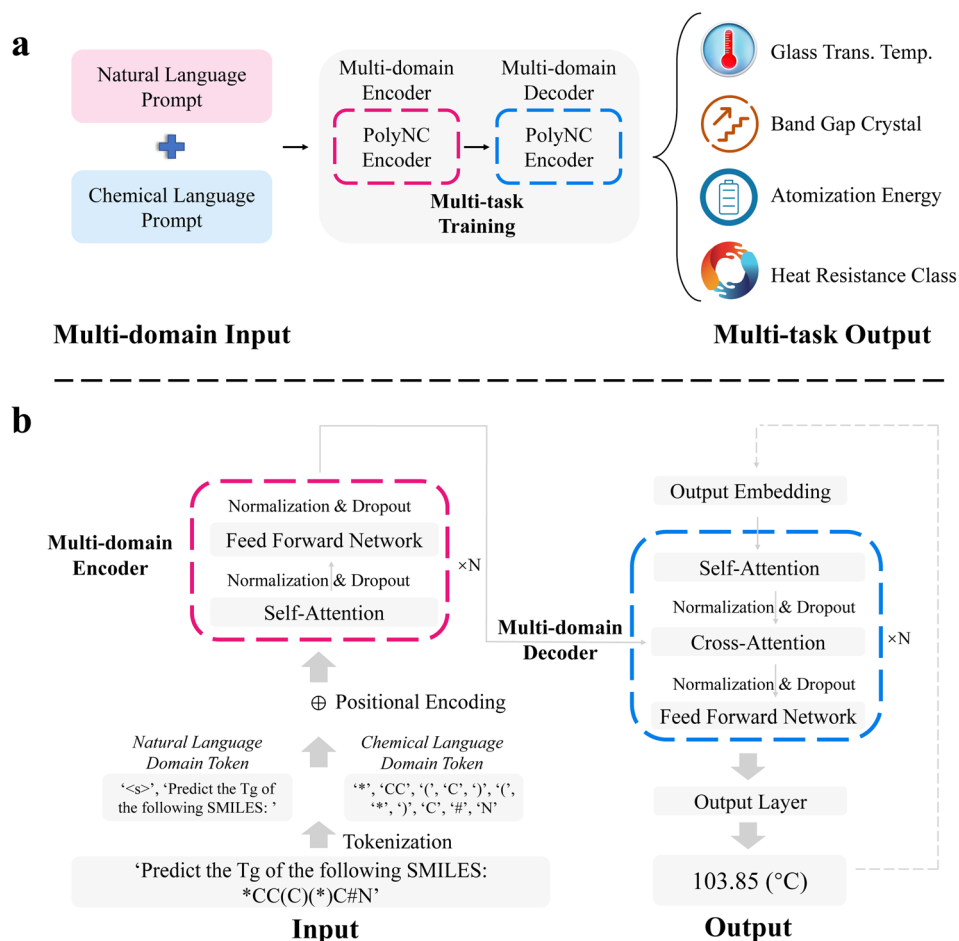 a
Natural Language
Prompt
Chemical Language
Prompt
Multi-domain Input
Multi-domain
Encoder
PolyNC
Encoder
Multi-domain
Decoder
PolyNC
Encoder
Multi-task
Training
Glass Trans. Temp.
Band Gap Crystal
Atomization Energy
Heat Resistance Class
Multi-task Output
b
Multi-domain
Encoder
Normalization & Dropout
Feed Forward Network
Normalization & Dropout
Self-Attention
×N
⊕ Positional Encoding
Natural Language
Domain Token
‘<s>’, ‘Predict the Tg of
the following SMILES: ’
Chemical Language
Domain Token
‘*’, ‘CC’, ‘(’, ‘C’, ‘)’, ‘(’,
‘*’, ‘)’, ‘C’, ‘#’, ‘N’
Tokenization
‘Predict the Tg of the following SMILES:
*CC(C)(*)C#N’
Input
Multi-domain
Decoder
Output Embedding
Self-Attention
Normalization & Dropout
Cross-Attention
Normalization & Dropout
Feed Forward Network
×N
Output Layer
103.85 (°C)
Output